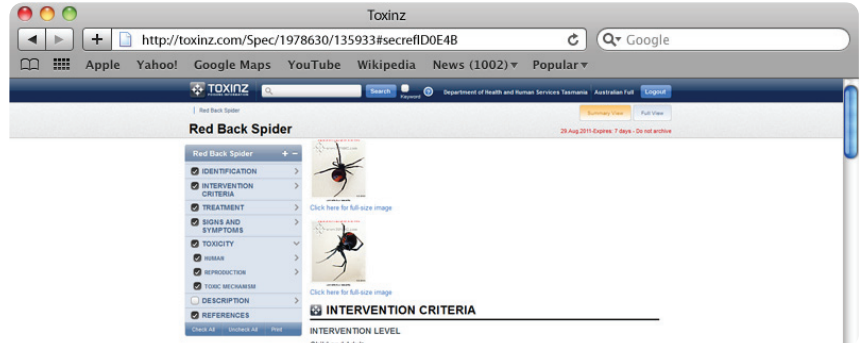 Toxinz
http://toxinz.com/Spec/1978630/135933#secrefID0E4B
Google
Apple Yahoo! Google Maps YouTube Wikipedia News (1002) Popular
TOXINZ
Search
Keyword
Department of Health and Human Services Tasmania
Australian Full
Logout
Red Back Spider
Summary View
Full View
Red Back Spider
29.Aug.2011-Expires: 7 days - Do not archive
Red Back Spider + -
IDENTIFICATION
INTERVENTION
CRITERIA
TREATMENT
SIGNS AND
SYMPTOMS
TOXICITY
HUMAN
REPRODUCTION
TOXIC MECHANISM
DESCRIPTION
REFERENCES
Check All Uncheck All Print
Click here for full-size image
Click here for full-size image
INTERVENTION CRITERIA
INTERVENTION LEVEL